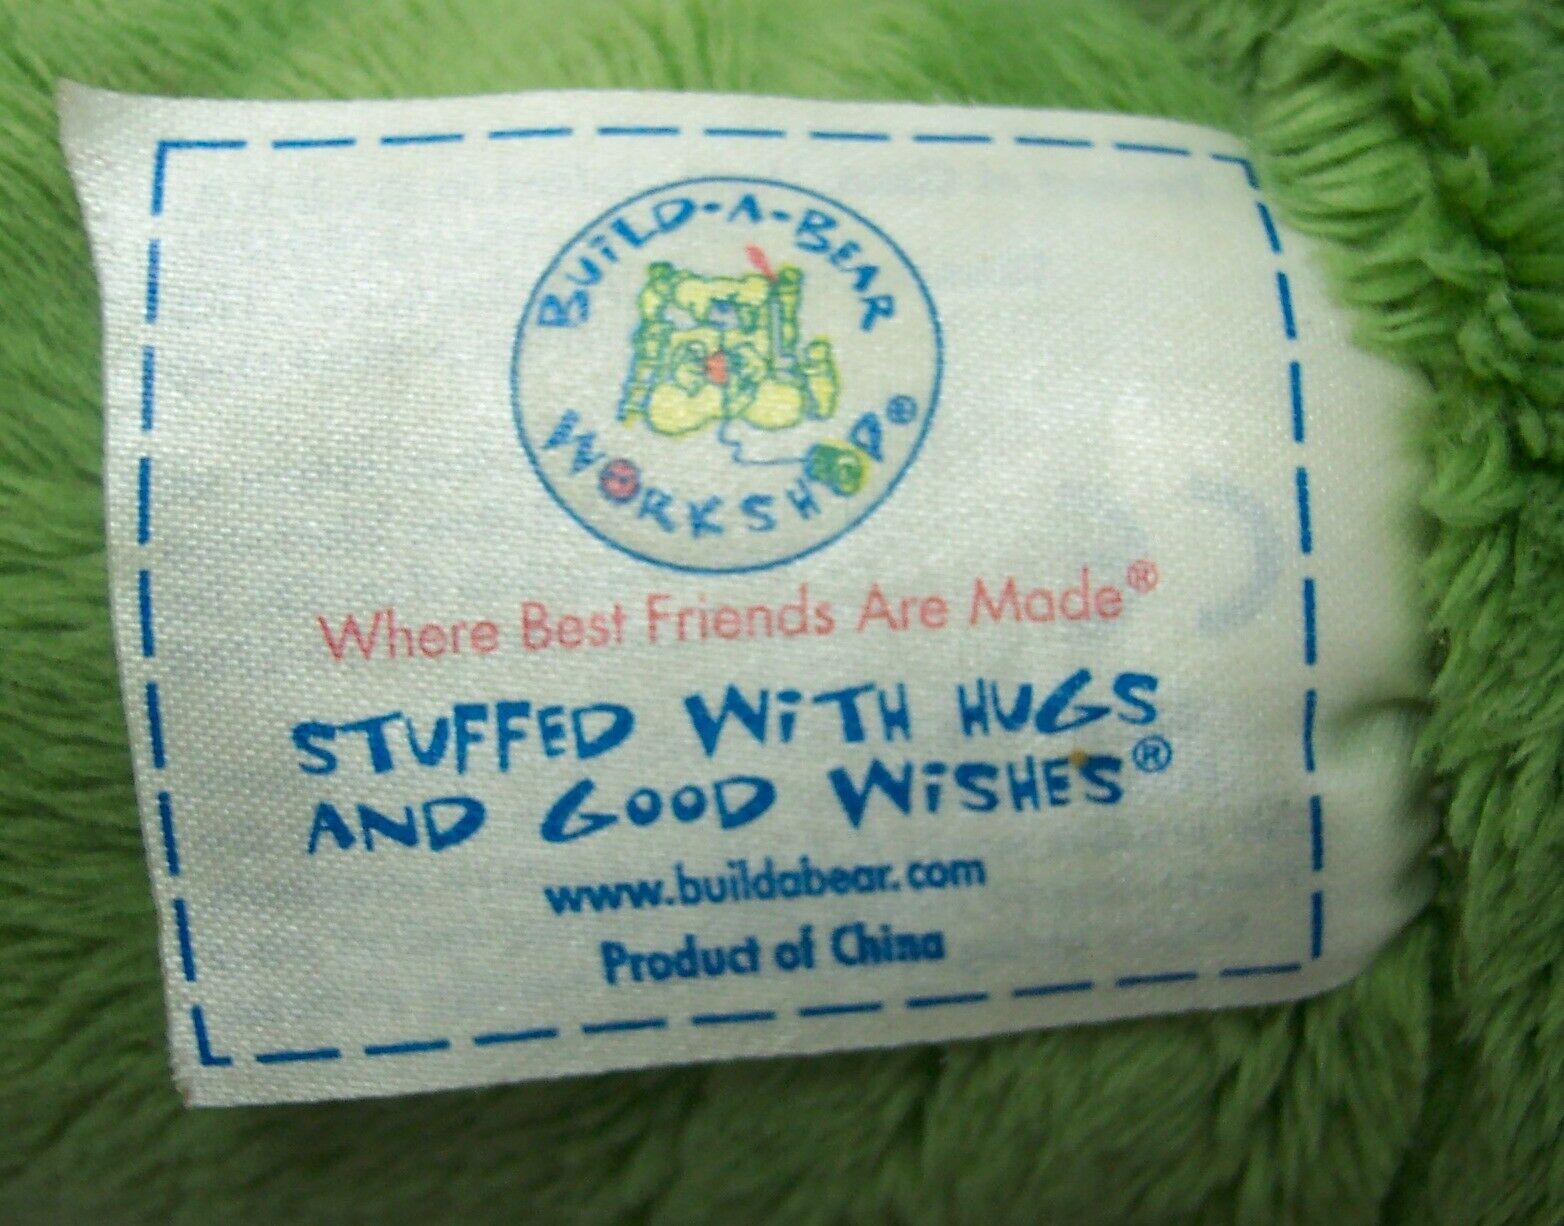 BUiLD-A-BEAR
WORKSHOP®
Where Best Friends Are Made®
STUFFED WiTH HUGS
AND GOOD WiSHES®
www.buildabear.com
Product of China